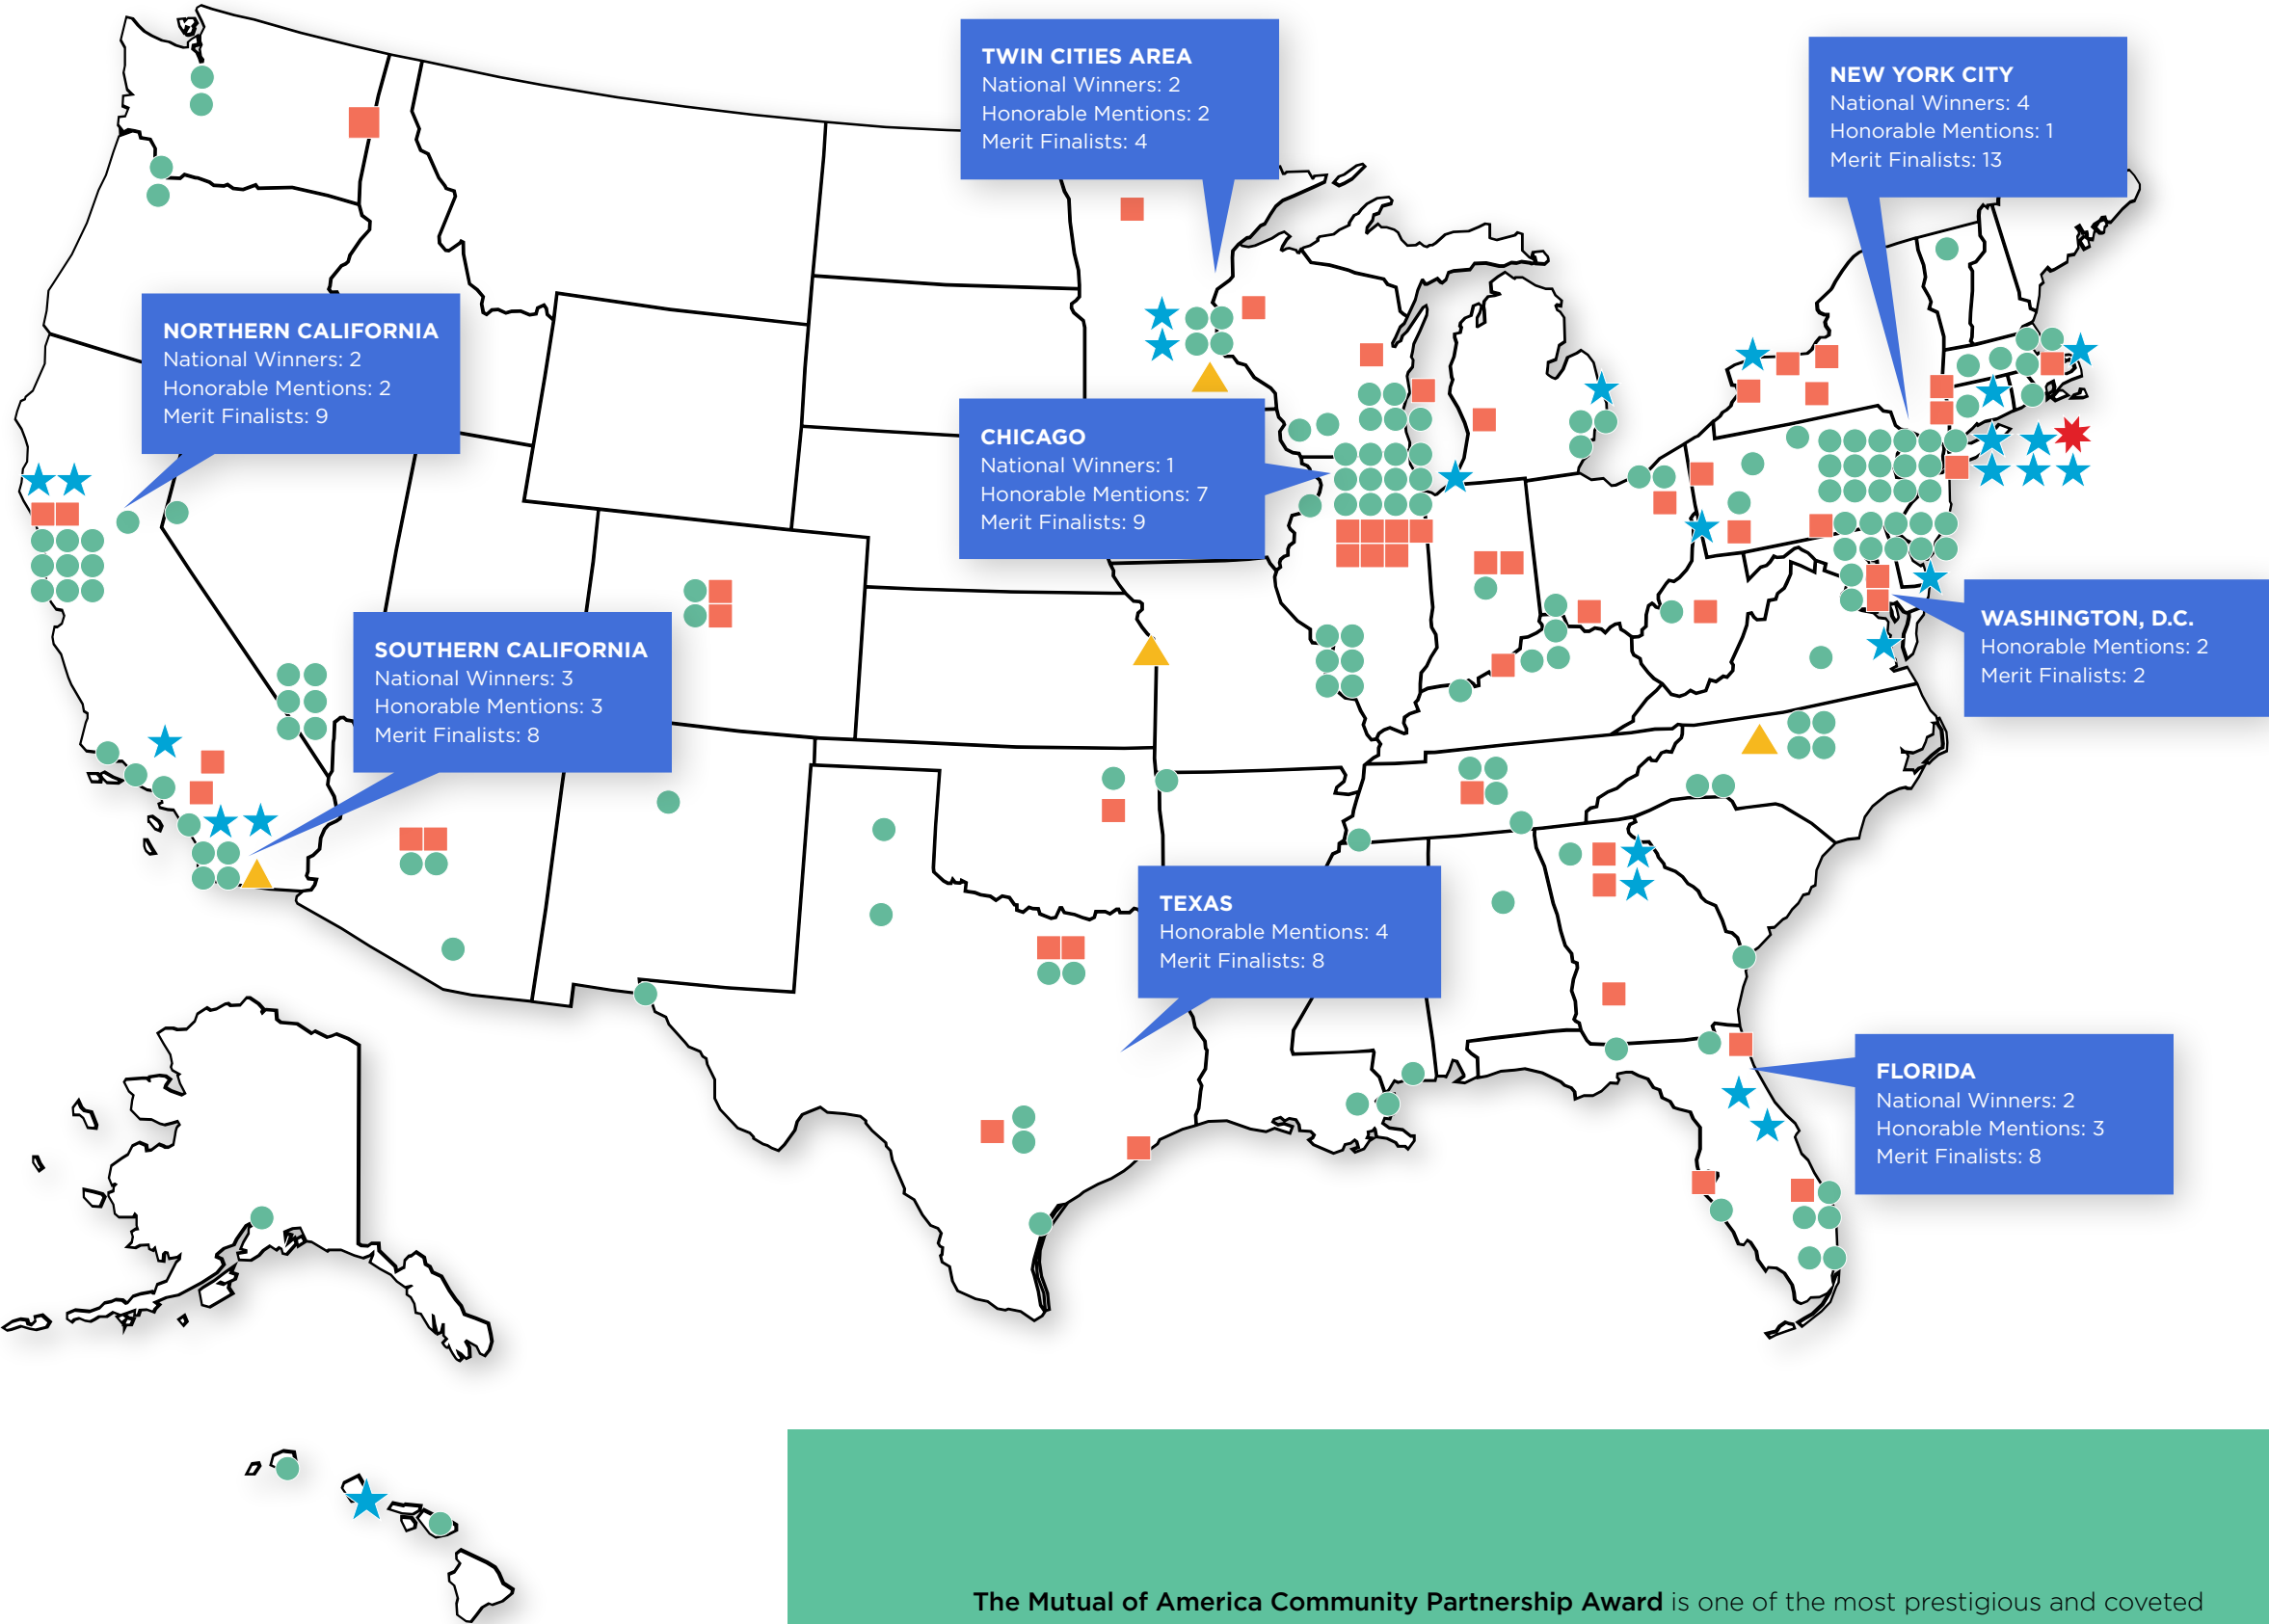 TWIN CITIES AREA
National Winners: 2
Honorable Mentions: 2
Merit Finalists: 4
NEW YORK CITY
National Winners: 4
Honorable Mentions: 1
Merit Finalists: 13
NORTHERN CALIFORNIA
National Winners: 2
Honorable Mentions: 2
Merit Finalists: 9
CHICAGO
National Winners: 1
Honorable Mentions: 7
Merit Finalists: 9
WASHINGTON, D.C.
Honorable Mentions: 2
Merit Finalists: 2
SOUTHERN CALIFORNIA
National Winners: 3
Honorable Mentions: 3
Merit Finalists: 8
TEXAS
Honorable Mentions: 4
Merit Finalists: 8
FLORIDA
National Winners: 2
Honorable Mentions: 3
Merit Finalists: 8
The Mutual of America Community Partnership Award is one of the most prestigious and coveted